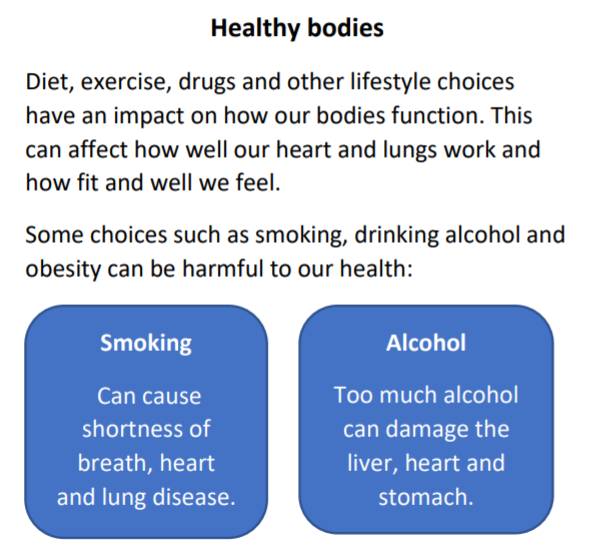 Healthy bodies
Diet, exercise, drugs and other lifestyle choices
have an impact on how our bodies function. This
can affect how well our heart and lungs work and
how fit and well we feel.
Some choices such as smoking, drinking alcohol and
obesity can be harmful to our health:
Smoking
Can cause
shortness of
breath, heart
and lung disease.
Alcohol
Too much alcohol
can damage the
liver, heart and
stomach.